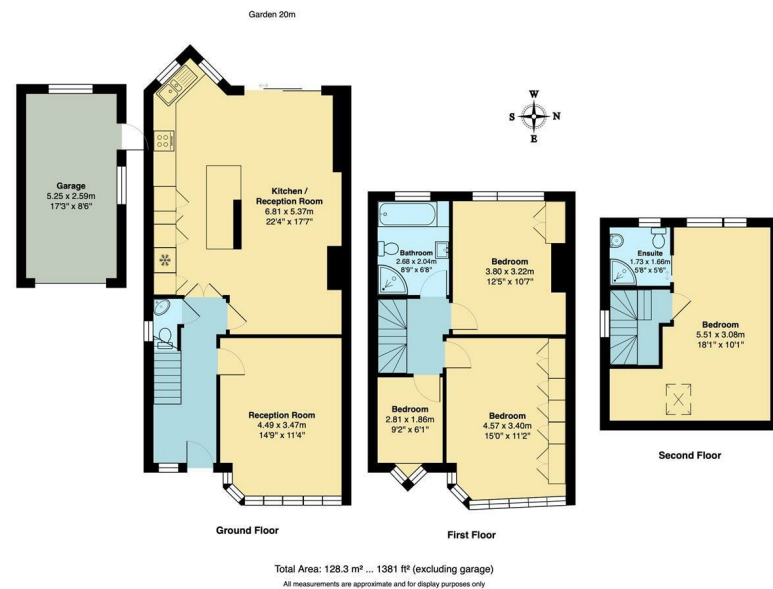 Garden 20m
W
S N
E
Garage
5.25 x 2.59m
17'3" x 8'6"
Kitchen /
Reception Room
6.81 x 5.37m
22'4" x 17'7"
Reception Room
4.49 x 3.47m
14'9" x 11'4"
Ground Floor
Bathroom
2.68 x 2.04m
8'9" x 6'8"
Bedroom
3.80 x 3.22m
12'5" x 10'7"
Bedroom
2.81 x 1.86m
9'2" x 6'1"
Bedroom
4.57 x 3.40m
15'0" x 11'2"
First Floor
Ensuite
1.73 x 1.66m
5'8" x 5'6"
Bedroom
5.51 x 3.08m
18'1" x 10'1"
Second Floor
Total Area: 128.3 m² ... 1381 ft² (excluding garage)
All measurements are approximate and for display purposes only